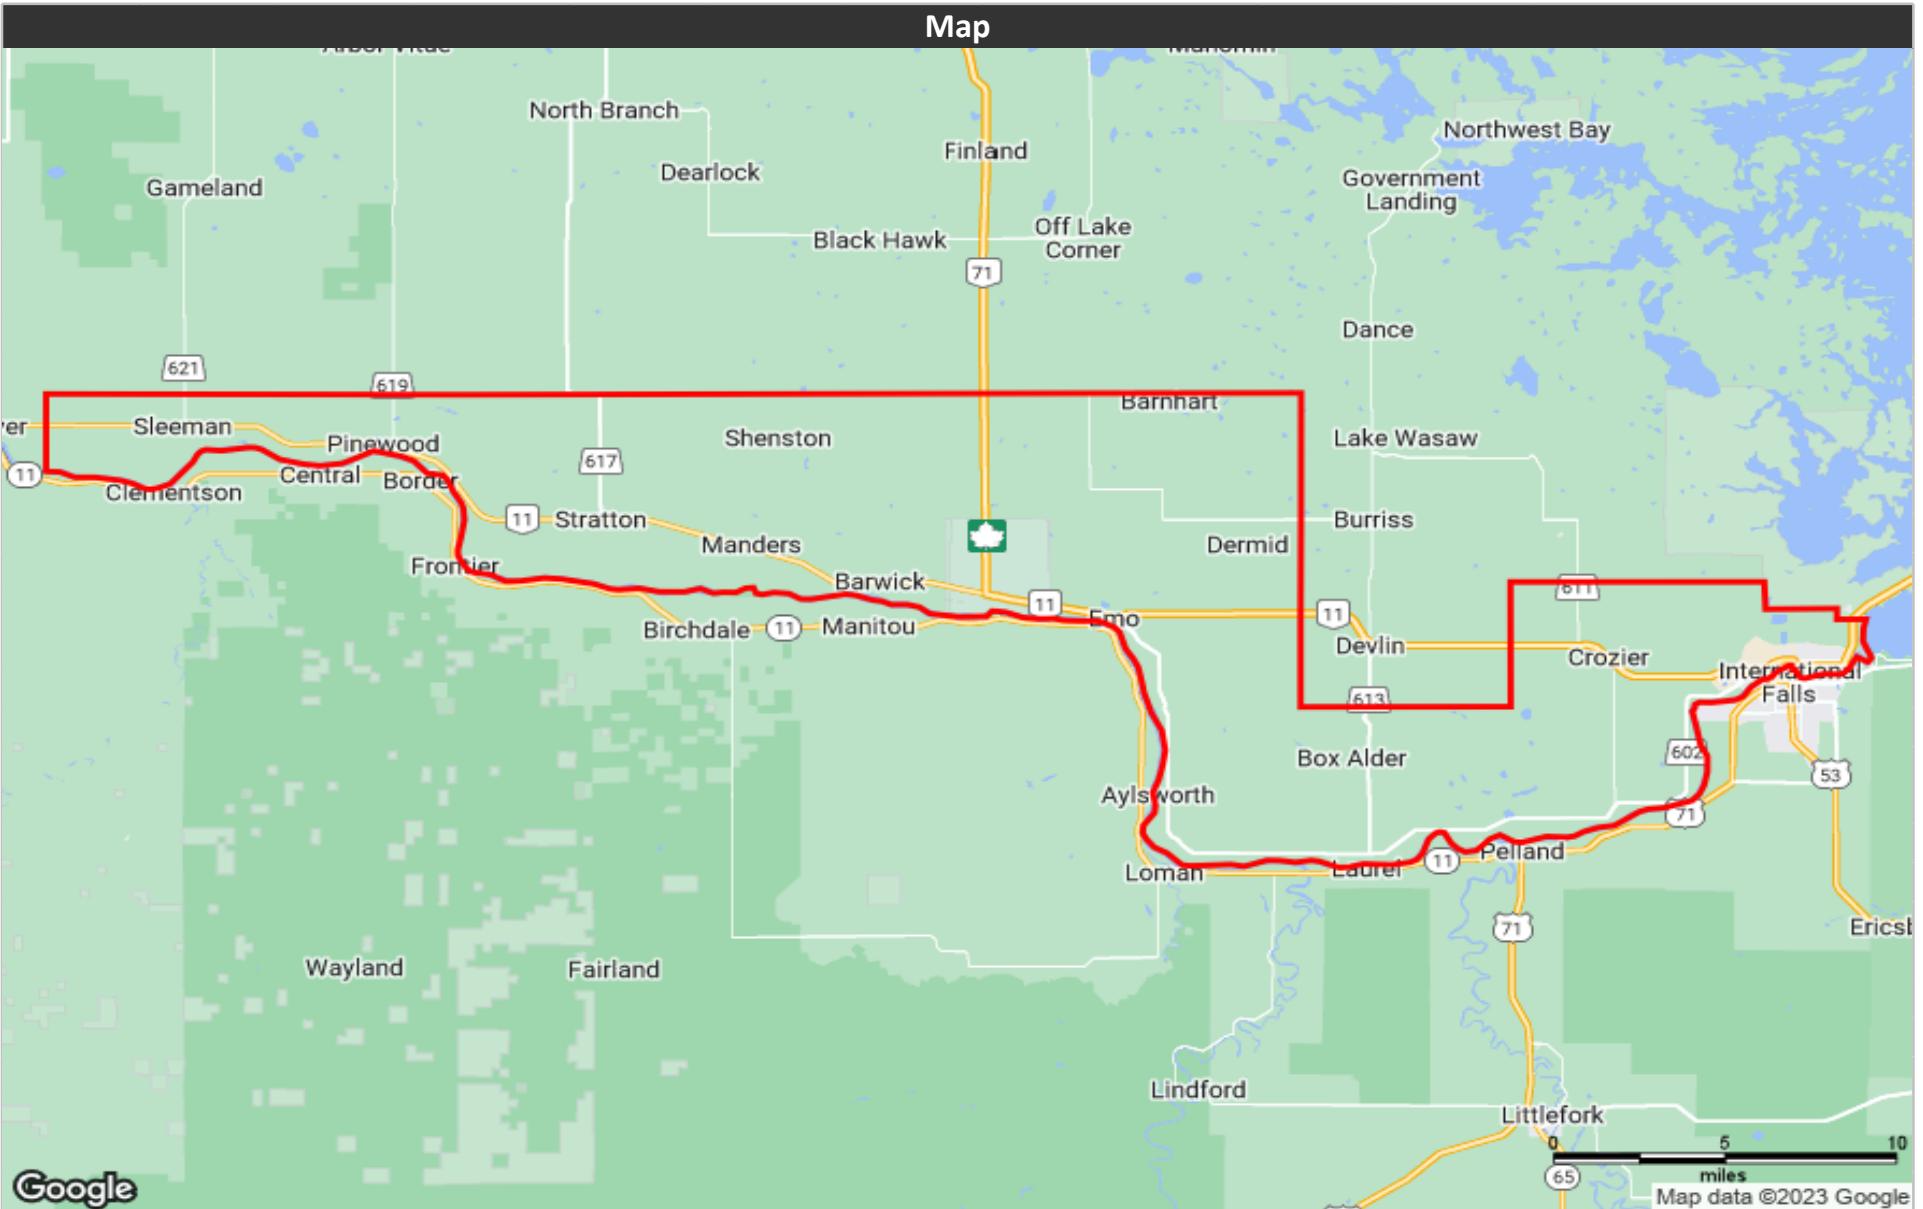 Map
North Branch
Northwest Bay
Finland
Dearlock
Government
Landing
Gameland
Off Lake
Corner
Black Hawk
71
Dance
621
619
Barnhart
Sleeman
Pinewood
Shenston
Lake Wasaw
617
11
Central
Border
Clementson
11
Stratton
Burriss
Manders
Dermid
Frontier
Barwick
611
11
11
Emo
Birchdale
11
Manitou
Devlin
Crozier
International
Falls
613
602
Box Alder
53
Aylsworth
71
Pelland
11
Loman
Laurel
71
Wayland
Fairland
Lindford
Littlefork
0 5 10
miles
65
Google
Map data ©2023 Google